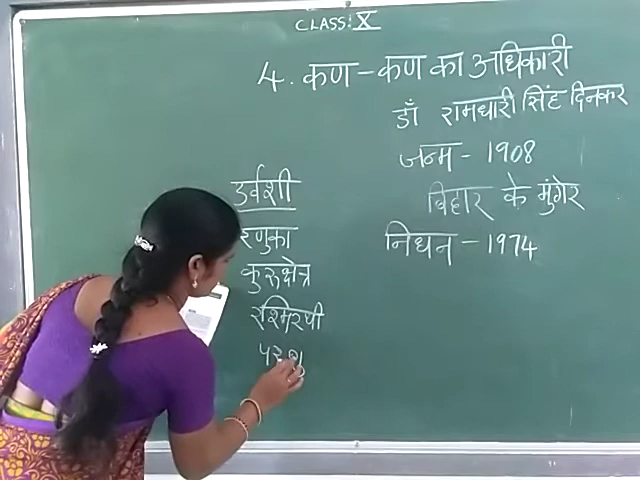 CLASS: X
4. कण-कण का अधिकारी
डाँ रामधारी सिंह दिनकर
जन्म - 1908
बिहार के मुंगेर
निधन - 1974
उर्वशी
रेणुका
कुरुक्षेत्र
रश्मिरथी
परशु